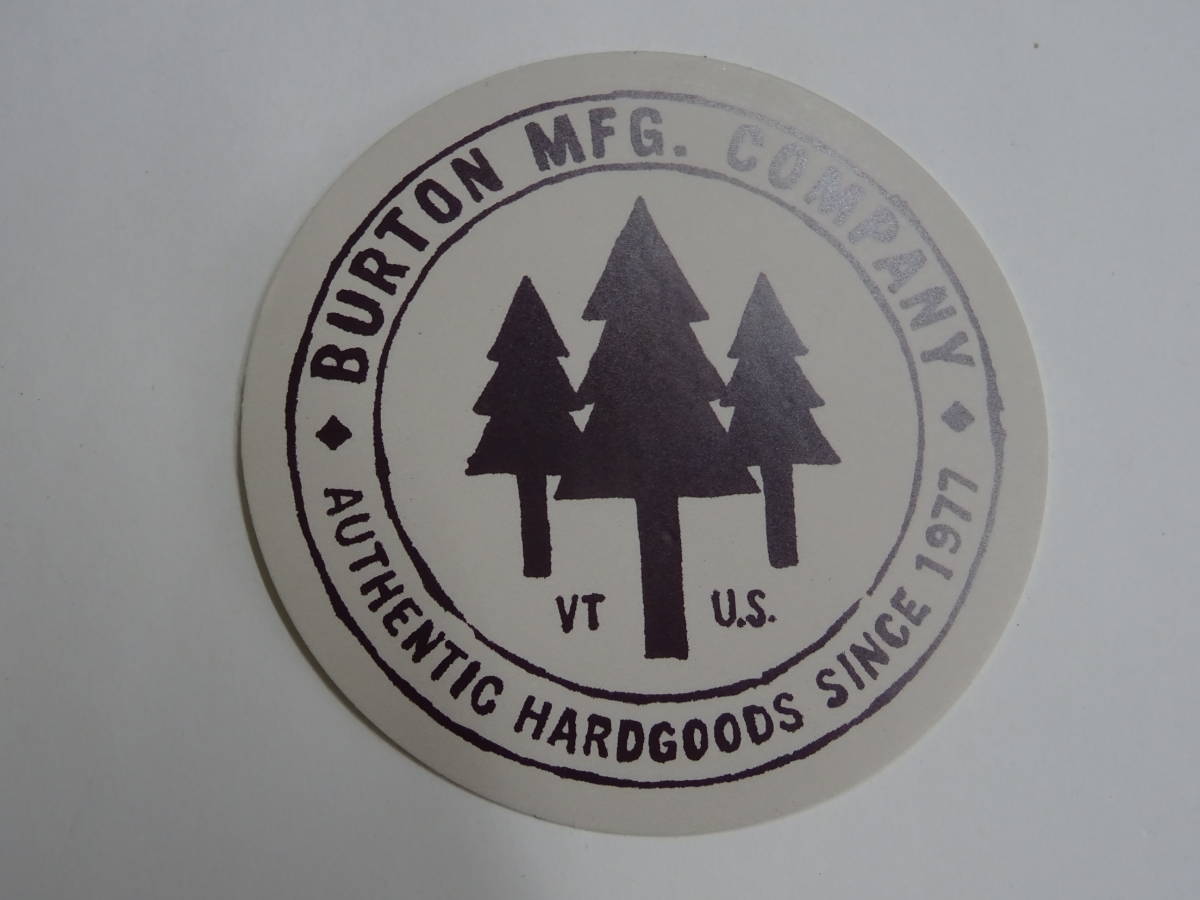 BURTON MFG. COMPANY
VT U.S.
AUTHENTIC HARDGOODS SINCE 1977